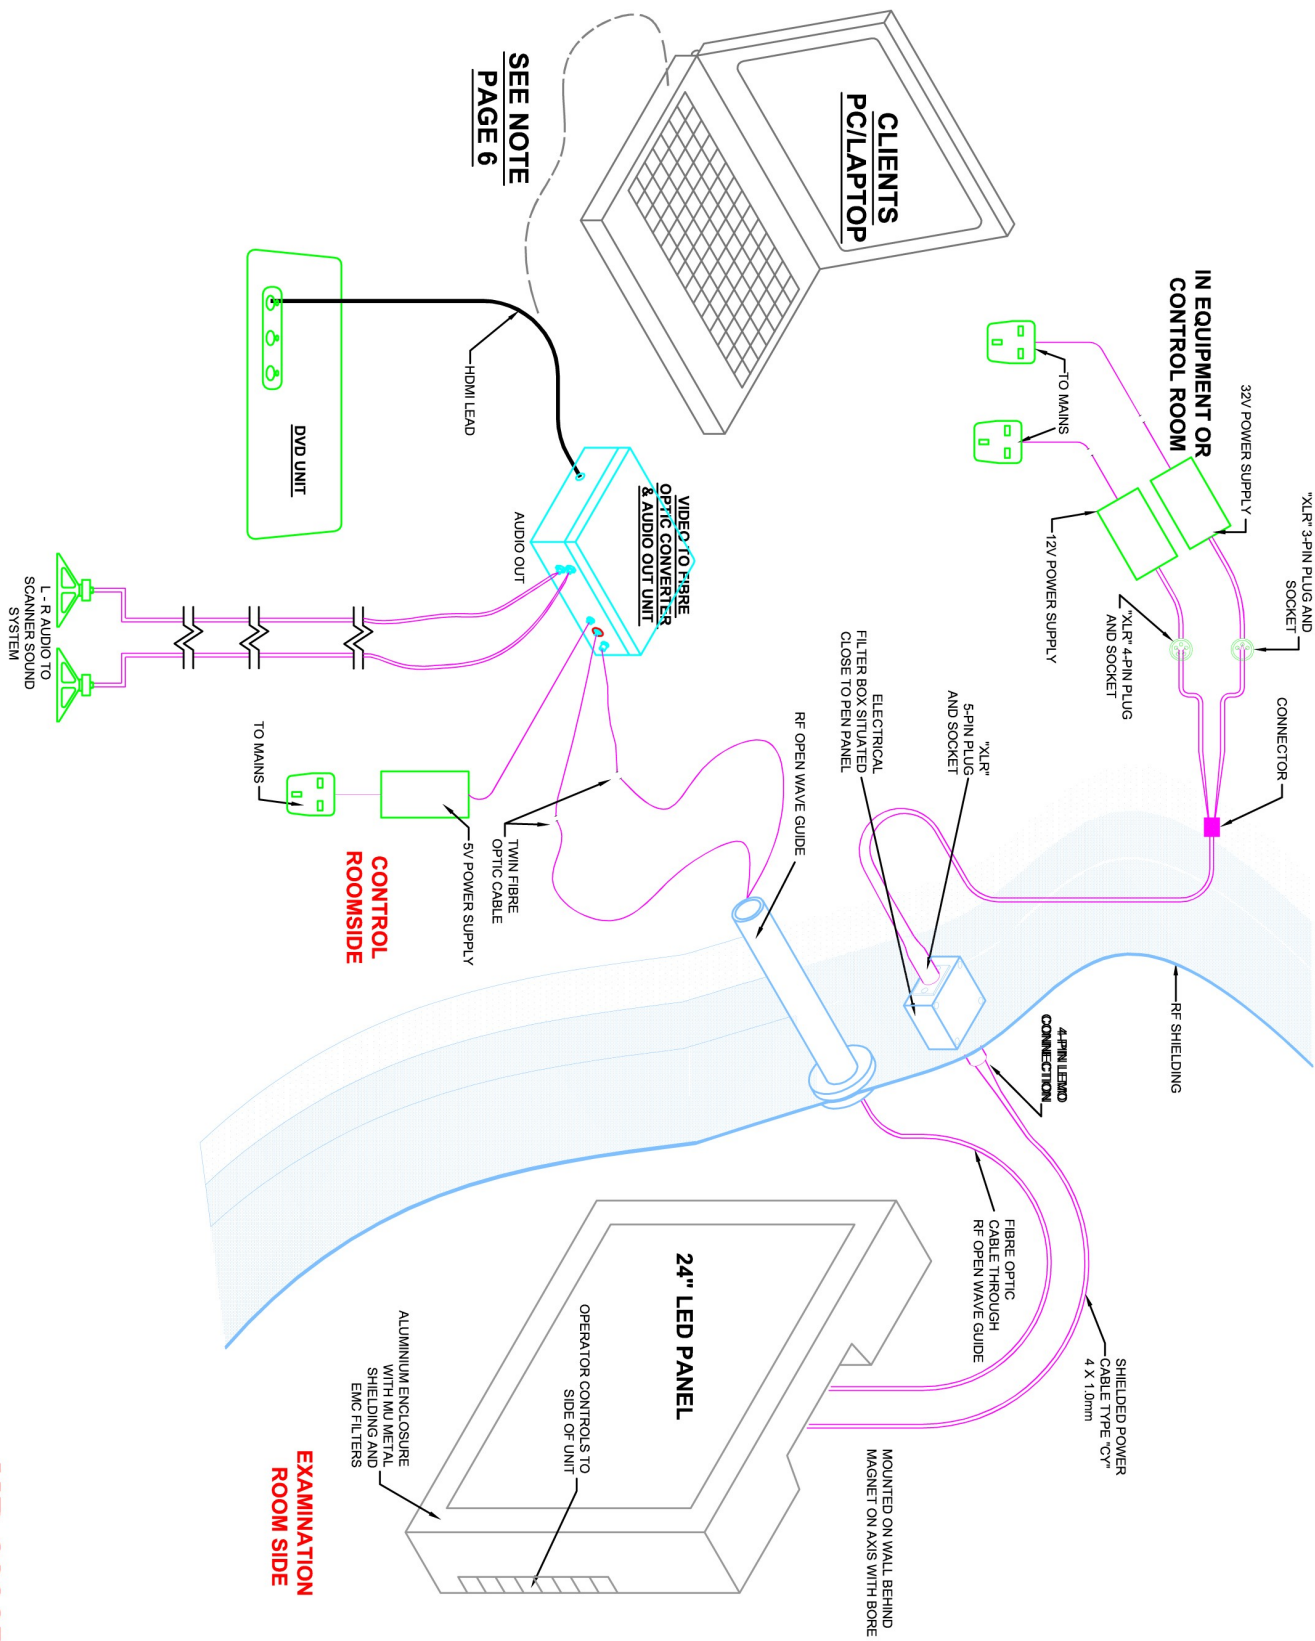 IN EQUIPMENT OR
CONTROL ROOM
32V POWER SUPPLY
"XLR" 3-PIN PLUG AND
SOCKET
CONNECTOR
TO MAINS
12V POWER SUPPLY
"XLR" 4-PIN PLUG
AND SOCKET
CLIENTS
PC/LAPTOP
SEE NOTE
PAGE 6
HDMI LEAD
DVD UNIT
VIDEO TO FIBRE
OPTIC CONVERTER
& AUDIO OUT UNIT
AUDIO OUT
L - R AUDIO TO
SCANNER SOUND
SYSTEM
TO MAINS
5V POWER SUPPLY
TWIN FIBRE
OPTIC CABLE
CONTROL
ROOMSIDE
RF OPEN WAVE GUIDE
ELECTRICAL
FILTER BOX SITUATED
CLOSE TO PEN PANEL
"XLR"
5-PIN PLUG
AND SOCKET
RF SHIELDING
4-PIN LEMO
CONNECTION
FIBRE OPTIC
CABLE THROUGH
RF OPEN WAVE GUIDE
SHIELDED POWER
CABLE TYPE "CY"
4 X 1.0mm
24" LED PANEL
OPERATOR CONTROLS TO
SIDE OF UNIT
ALUMINIUM ENCLOSURE
WITH MU METAL
SHIELDING AND
EMC FILTERS
MOUNTED ON WALL BEHIND
MAGNET ON AXIS WITH BORE
EXAMINATION
ROOM SIDE